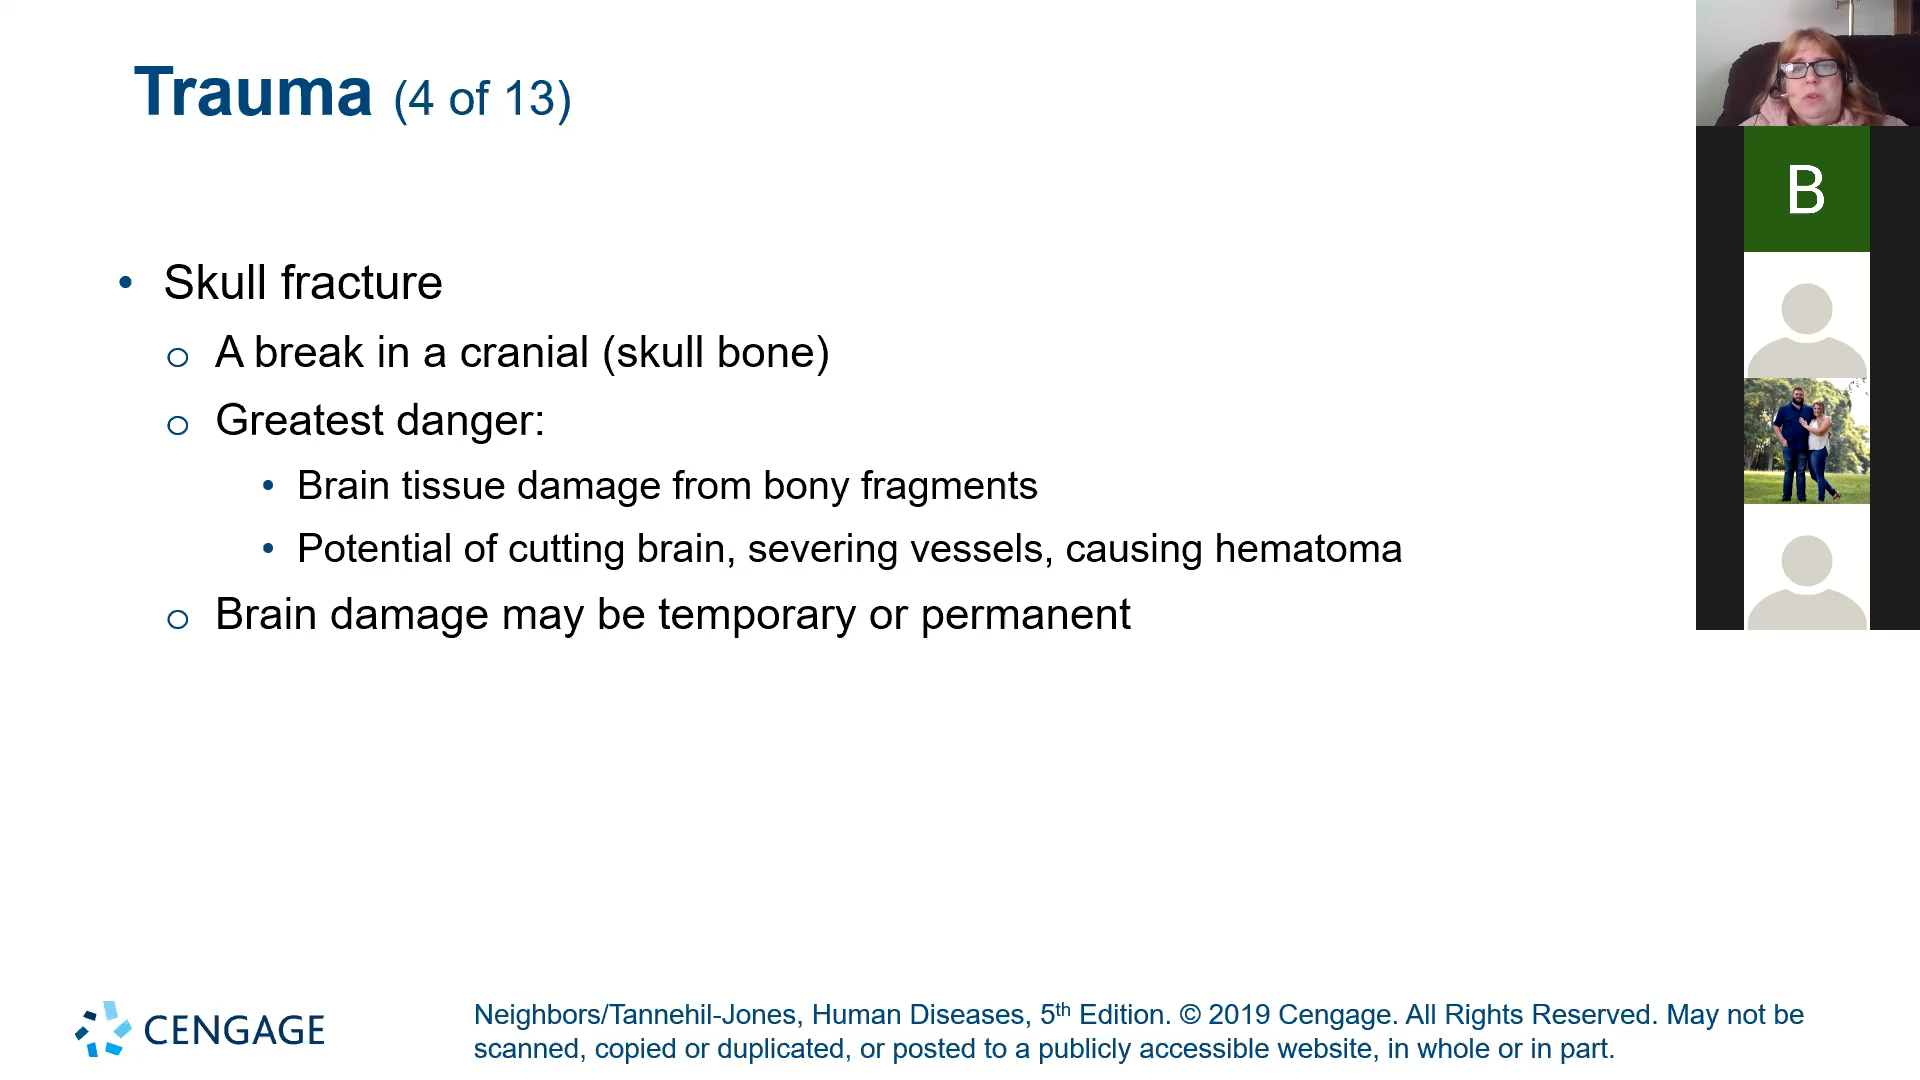 Trauma (4 of 13)
• Skull fracture
o A break in a cranial (skull bone)
o Greatest danger:
• Brain tissue damage from bony fragments
• Potential of cutting brain, severing vessels, causing hematoma
o Brain damage may be temporary or permanent
B
CENGAGE
Neighbors/Tannehil-Jones, Human Diseases, 5th Edition. © 2019 Cengage. All Rights Reserved. May not be
scanned, copied or duplicated, or posted to a publicly accessible website, in whole or in part.